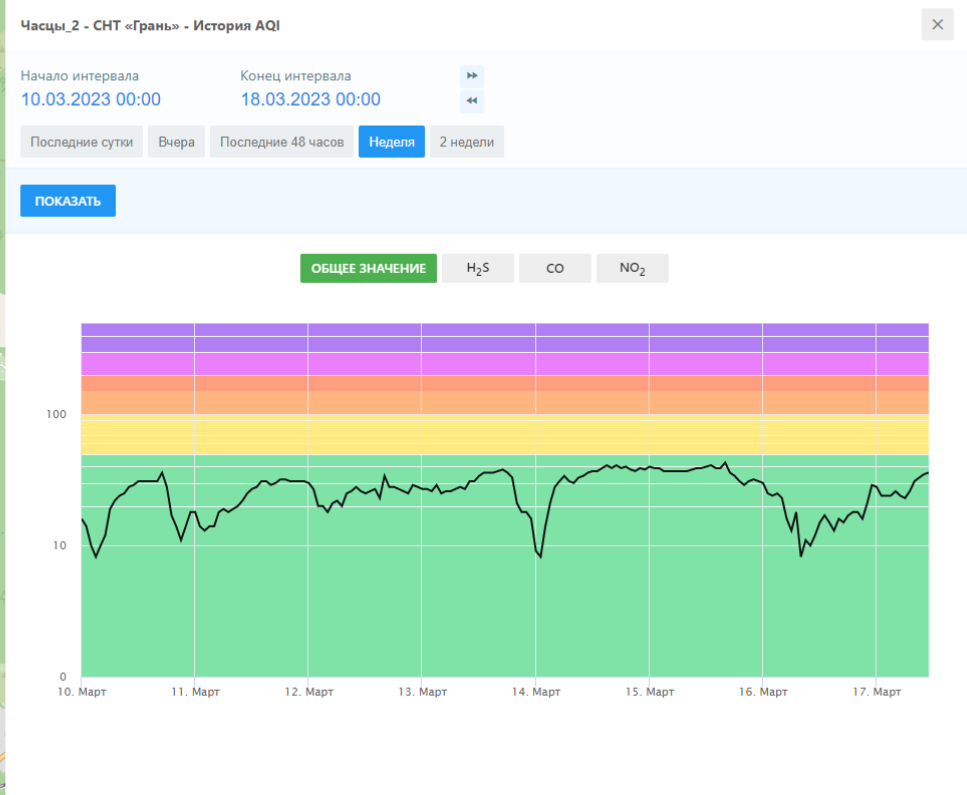 Часцы_2 - СНТ «Грань» - История AQI
Начало интервала
Конец интервала
10.03.2023 00:00
18.03.2023 00:00
Последние сутки
Вчера
Последние 48 часов
Неделя
2 недели
ПОКАЗАТЬ
ОБЩЕЕ ЗНАЧЕНИЕ
H₂S
CO
NO₂
100
10
0
10. Март
11. Март
12. Март
13. Март
14. Март
15. Март
16. Март
17. Март